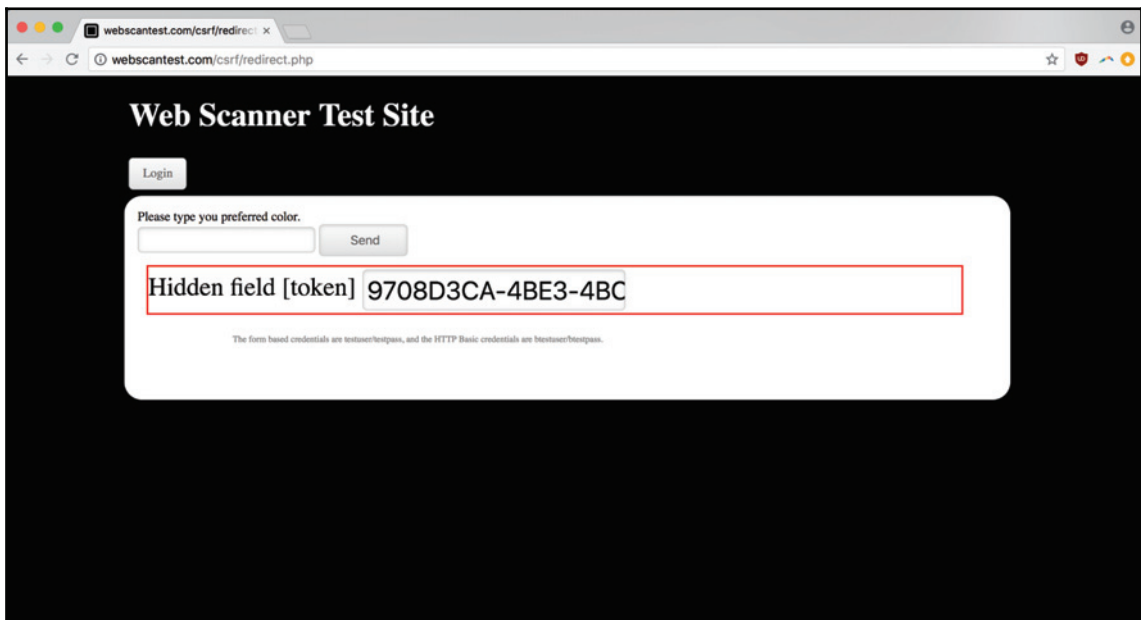 webscantest.com/csrf/redirect ×
webscantest.com/csrf/redirect.php
Web Scanner Test Site
Login
Please type you preferred color.
Send
Hidden field [token] 9708D3CA-4BE3-4BC
The form based credentials are testuser/testpass, and the HTTP Basic credentials are btestuser/btestpass.